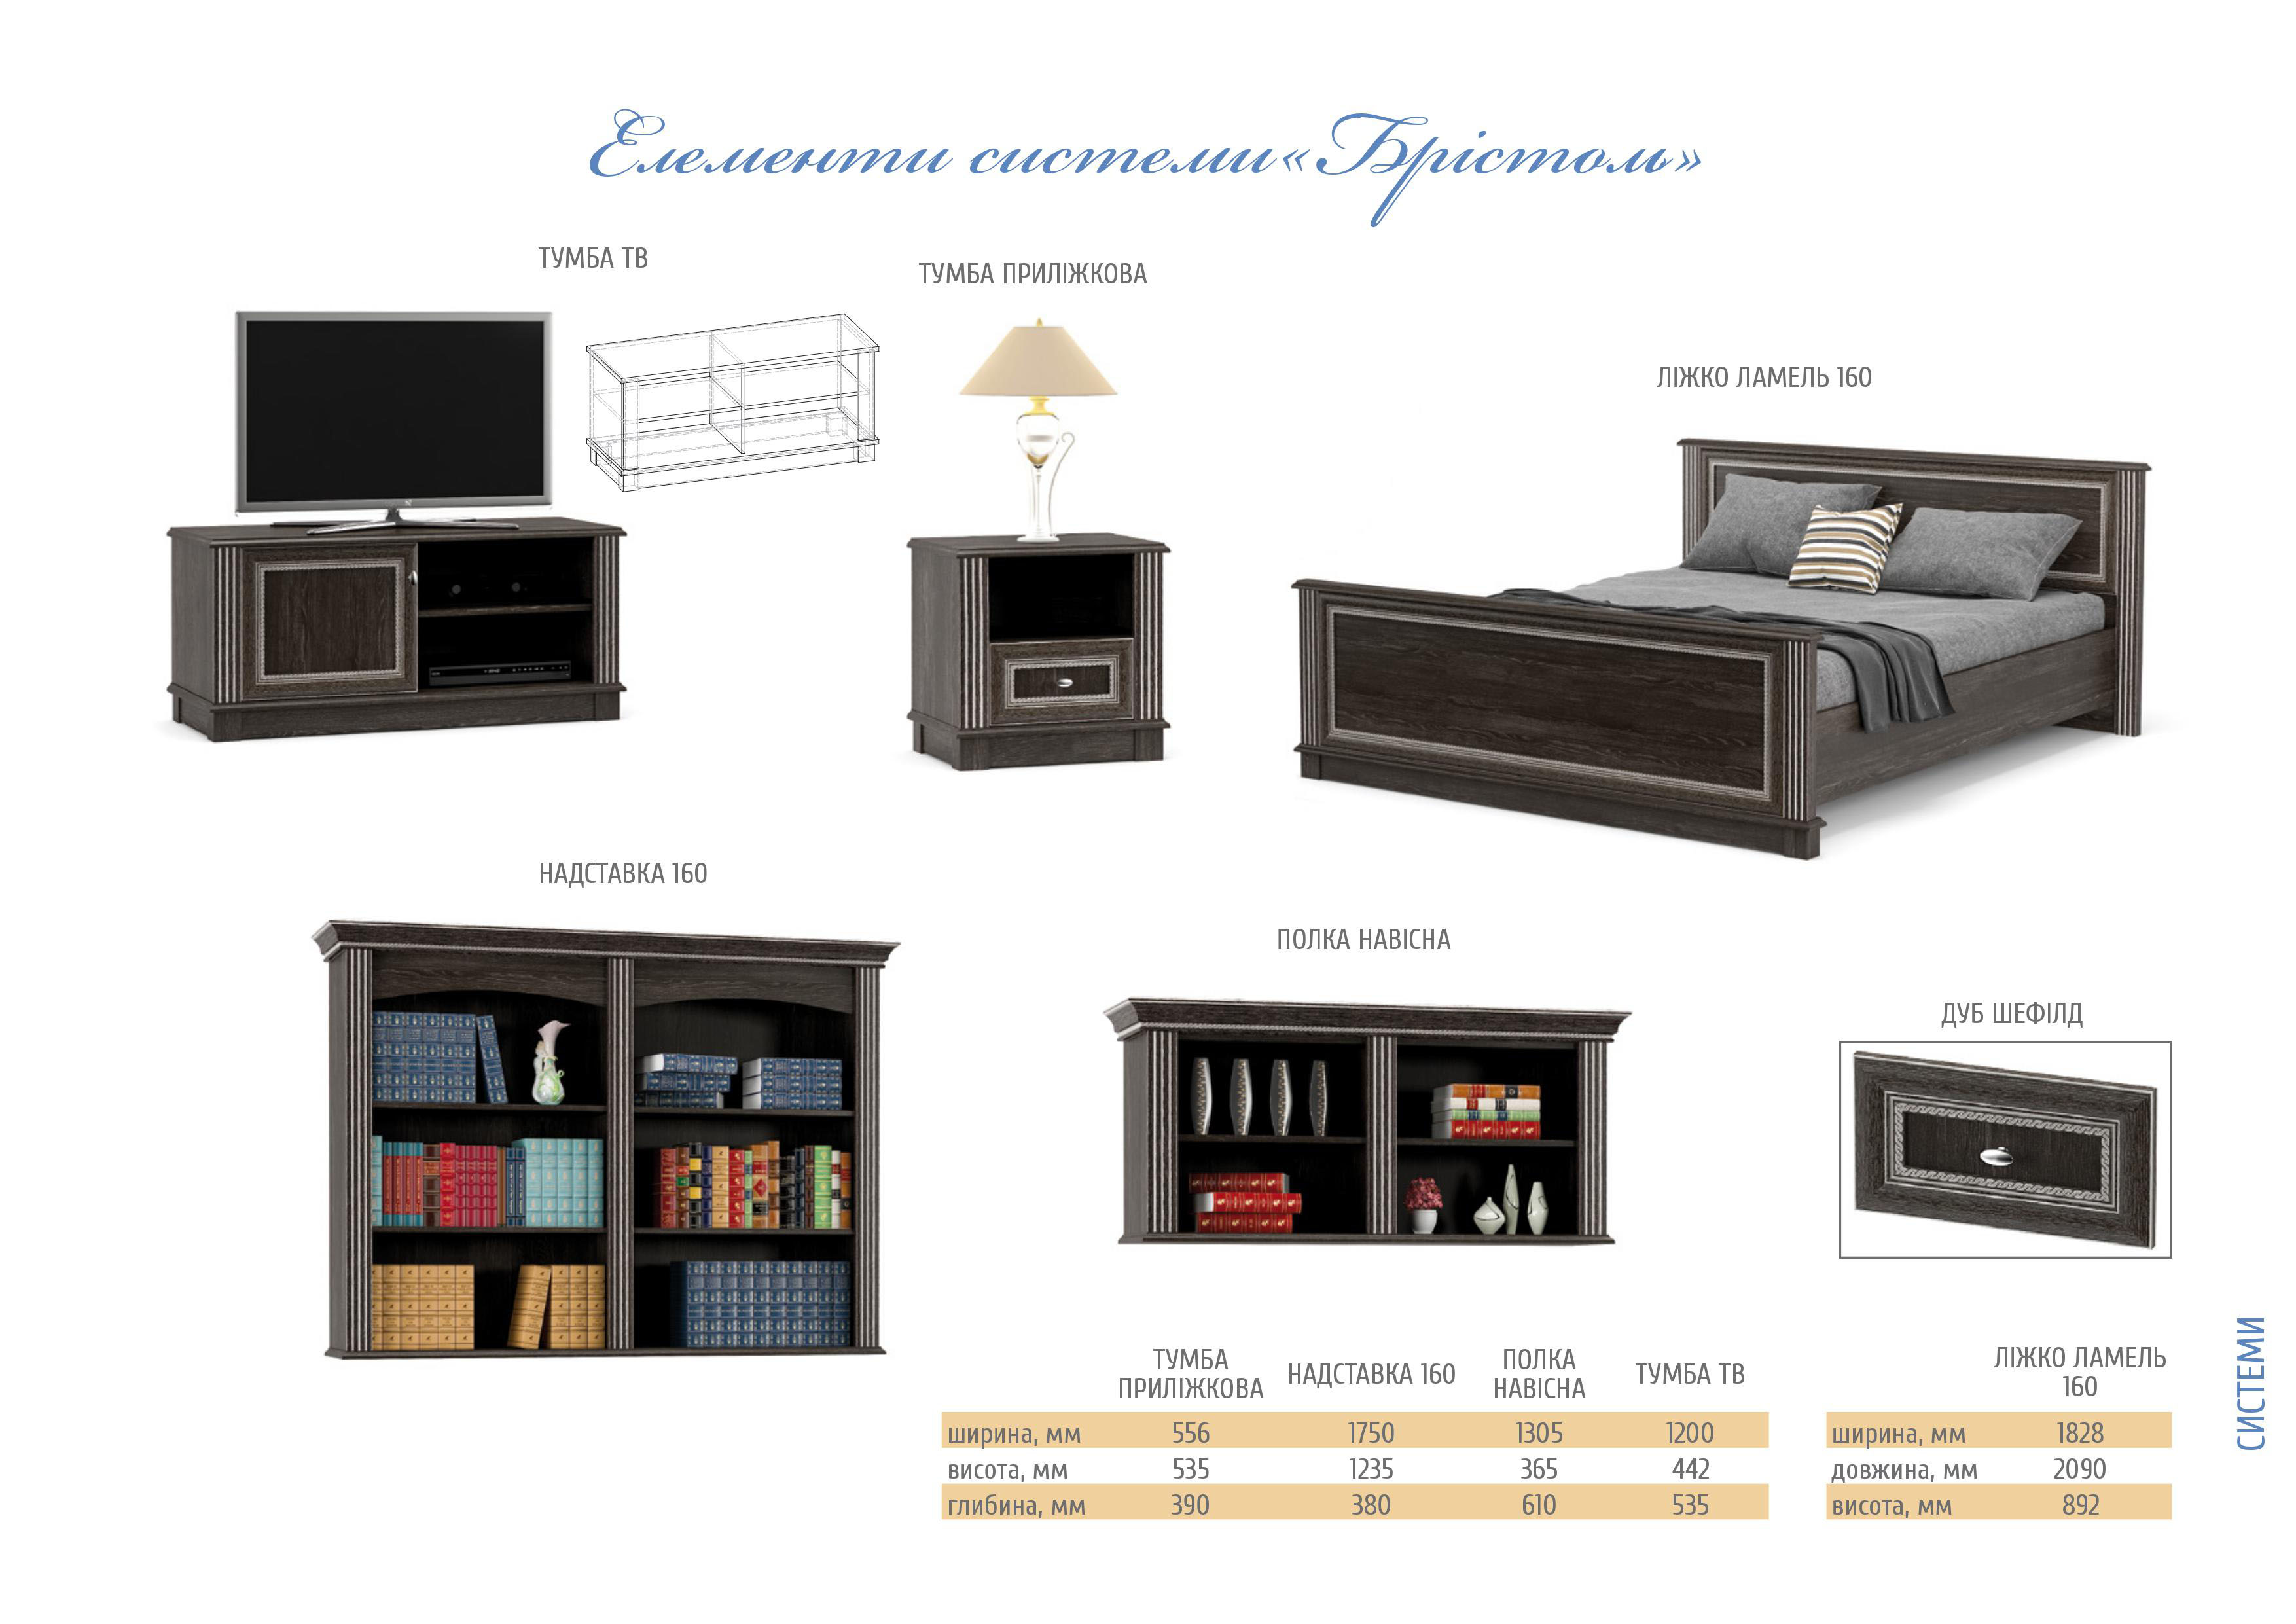 Елементи системи «Брістоль»
ТУМБА ТВ
ТУМБА ПРИЛІЖКОВА
ЛІЖКО ЛАМЕЛЬ 160
НАДСТАВКА 160
ПОЛКА НАВІСНА
ДУБ ШЕФІЛД
ТУМБА ПРИЛІЖКОВА НАДСТАВКА 160 ПОЛКА НАВІСНА ТУМБА ТВ
ширина, мм 556 1750 1305 1200
висота, мм 535 1235 365 442
глибина, мм 390 380 610 535
ЛІЖКО ЛАМЕЛЬ
160
ширина, мм 1828
довжина, мм 2090
висота, мм 892
СИСТЕМИ